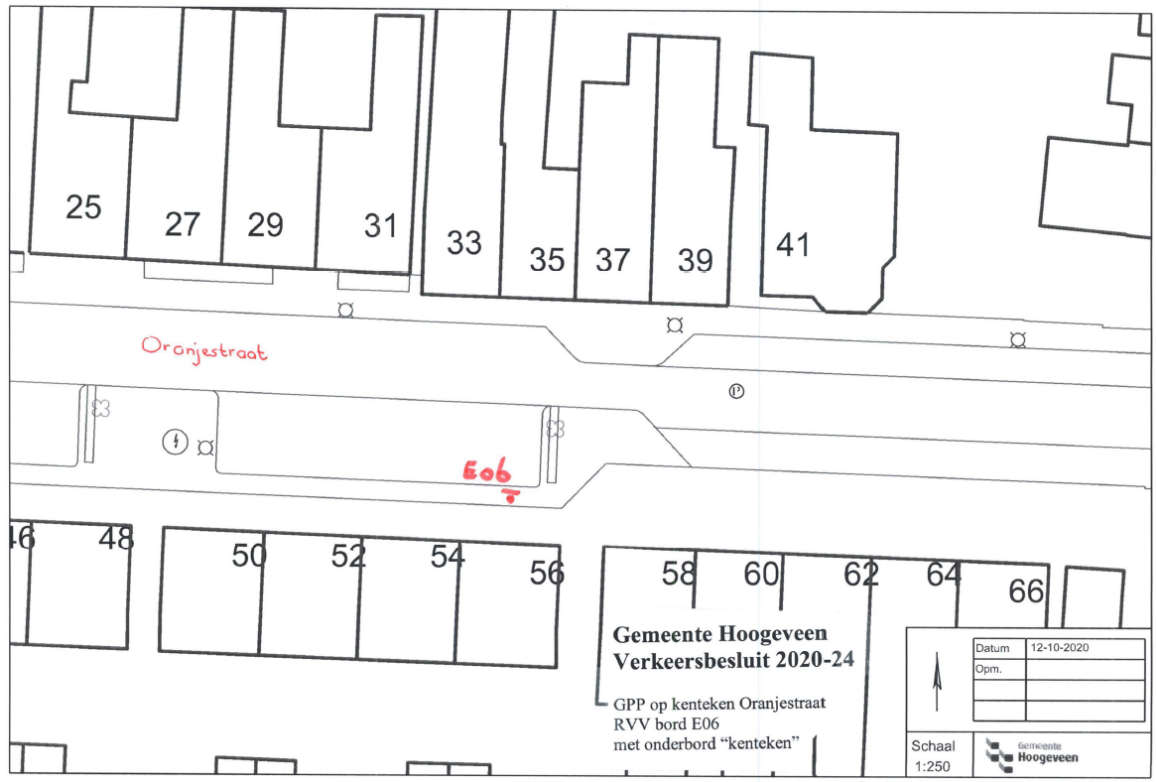 25
27
29
31
33
35
37
39
41
Oranjestraat
E06
46
48
50
52
54
56
58
60
62
64
66
Gemeente Hoogeveen
Verkeersbesluit 2020-24
GPP op kenteken Oranjestraat
RVV bord E06
met onderbord “kenteken”
Datum 12-10-2020
Opm.
Schaal
1:250
Gemeente
Hoogeveen